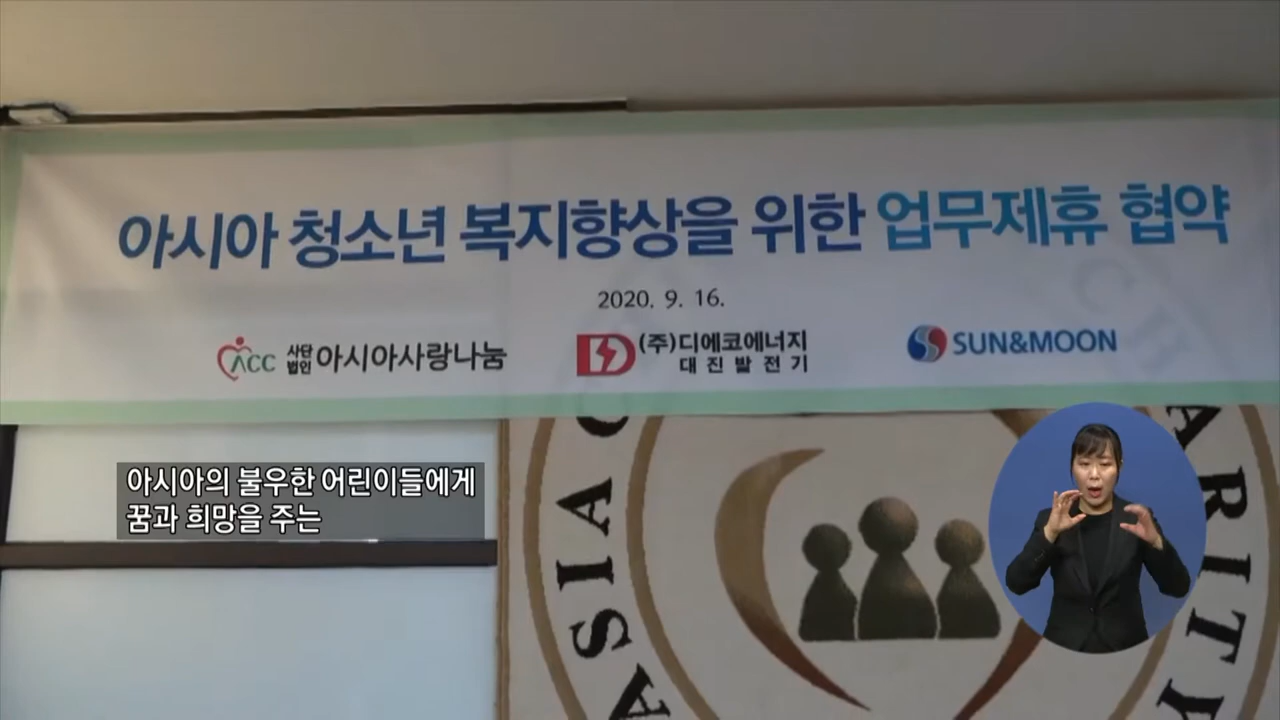 아시아 청소년 복지향상을 위한 업무제휴 협약
2020. 9. 16.
ACC 사단법인 아시아사랑나눔
(주)디에코에너지
대진발전기
SUN&MOON
아시아의 불우한 어린이들에게
꿈과 희망을 주는
ASIA